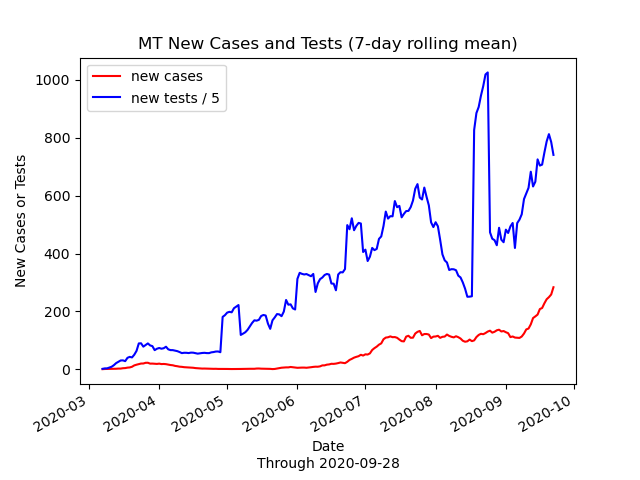 MT New Cases and Tests (7-day rolling mean)
new cases
new tests / 5
New Cases or Tests
1000
800
600
400
200
0
2020-03
2020-04
2020-05
2020-06
2020-07
2020-08
2020-09
2020-10
Date
Through 2020-09-28